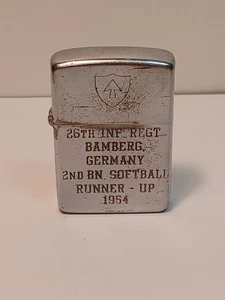 26TH INF. REGT.
BAMBERG,
GERMANY
2ND BN. SOFTBALL
RUNNER - UP
1954